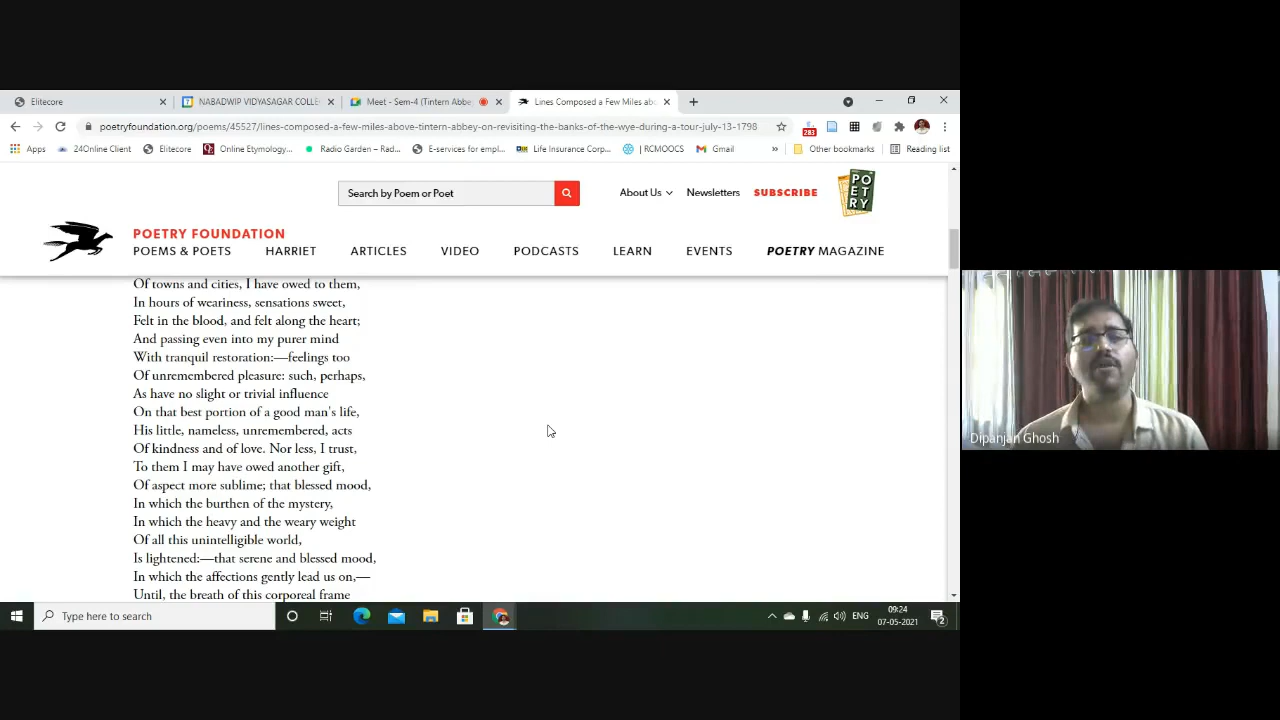 Elitecore
NABADWIP VIDYASAGAR COLLE
Meet - Sem-4 (Tintern Abbe
Lines Composed a Few Miles abo
poetryfoundation.org/poems/45527/lines-composed-a-few-miles-above-tintern-abbey-on-revisiting-the-banks-of-the-wye-during-a-tour-july-13-1798
283
Apps
24Online Client
Elitecore
Online Etymology...
Radio Garden – Rad...
E-services for empl...
Life Insurance Corp...
| RCMOOCS
Gmail
»
Other bookmarks
Reading list
Search by Poem or Poet
About Us
Newsletters
SUBSCRIBE
PO
ET
RY
POETRY FOUNDATION
POEMS & POETS
HARRIET
ARTICLES
VIDEO
PODCASTS
LEARN
EVENTS
POETRY MAGAZINE
Of towns and cities, I have owed to them,
In hours of weariness, sensations sweet,
Felt in the blood, and felt along the heart;
And passing even into my purer mind
With tranquil restoration:—feelings too
Of unremembered pleasure: such, perhaps,
As have no slight or trivial influence
On that best portion of a good man's life,
His little, nameless, unremembered, acts
Of kindness and of love. Nor less, I trust,
To them I may have owed another gift,
Of aspect more sublime; that blessed mood,
In which the burthen of the mystery,
In which the heavy and the weary weight
Of all this unintelligible world,
Is lightened:—that serene and blessed mood,
In which the affections gently lead us on,—
Until, the breath of this corporeal frame
Dipanjan Ghosh
Type here to search
ENG
09:24
07-05-2021
2